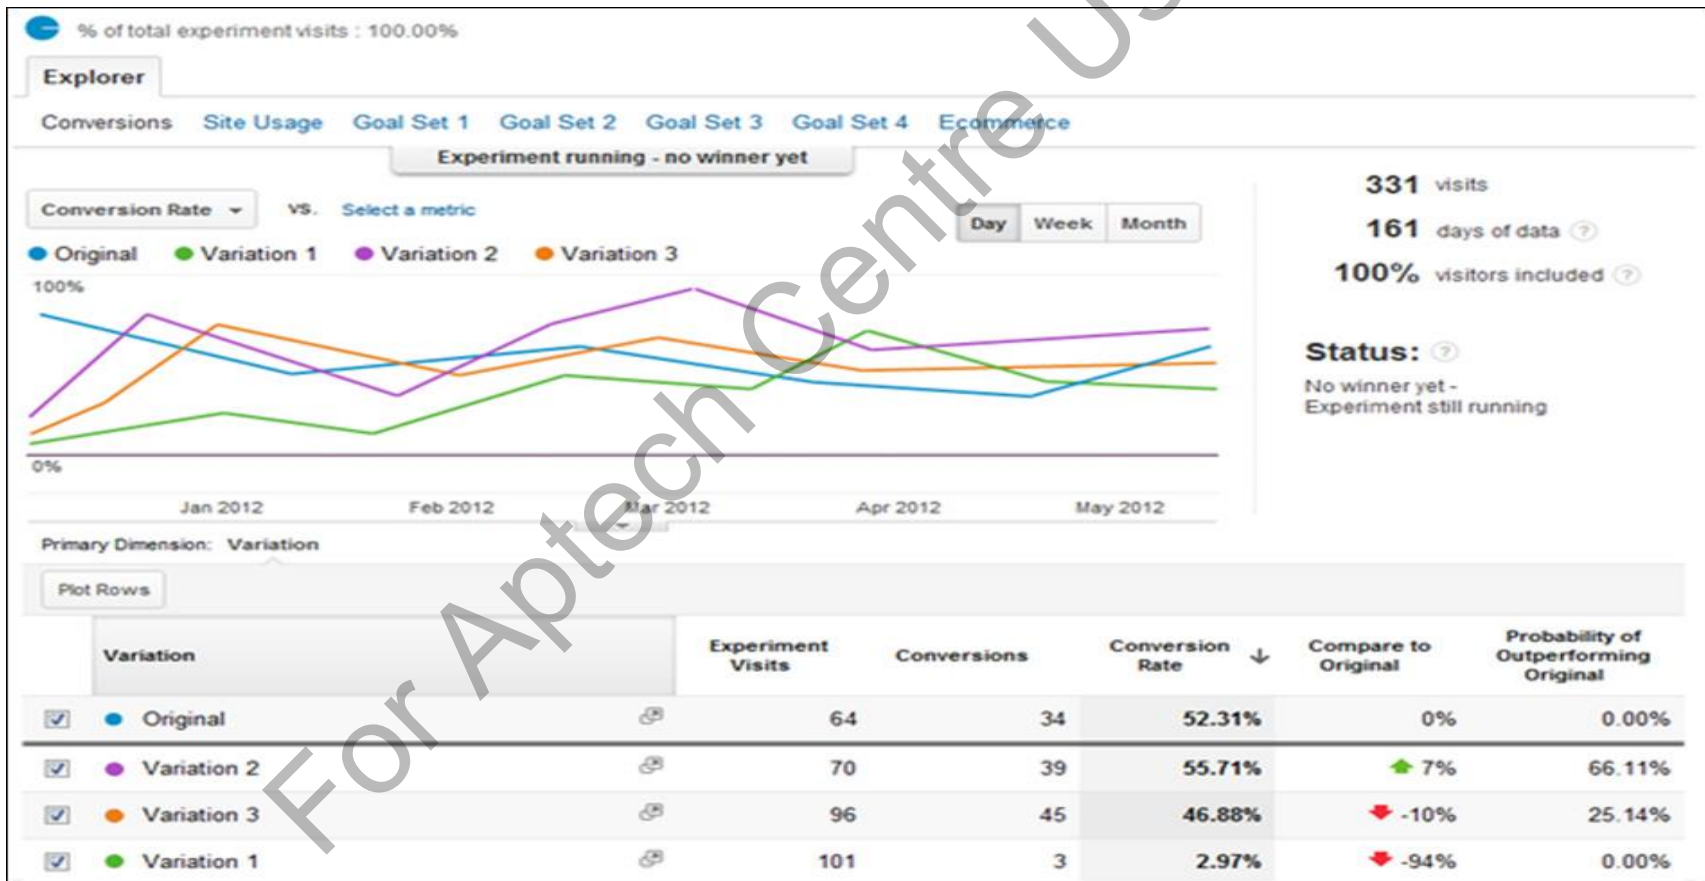 % of total experiment visits : 100.00%
Explorer
Conversions Site Usage Goal Set 1 Goal Set 2 Goal Set 3 Goal Set 4 Ecommerce
Experiment running - no winner yet
Conversion Rate vs. Select a metric
Day Week Month
Original Variation 1 Variation 2 Variation 3
100%
0%
Jan 2012 Feb 2012 Mar 2012 Apr 2012 May 2012
331 visits
161 days of data ?
100% visitors included ?
Status: ?
No winner yet -
Experiment still running
Primary Dimension: Variation
Plot Rows
Variation Experiment Visits Conversions Conversion Rate ↓ Compare to Original Probability of Outperforming Original
Original 64 34 52.31% 0% 0.00%
Variation 2 70 39 55.71% 7% 66.11%
Variation 3 96 45 46.88% -10% 25.14%
Variation 1 101 3 2.97% -94% 0.00%
For Aptech Centre